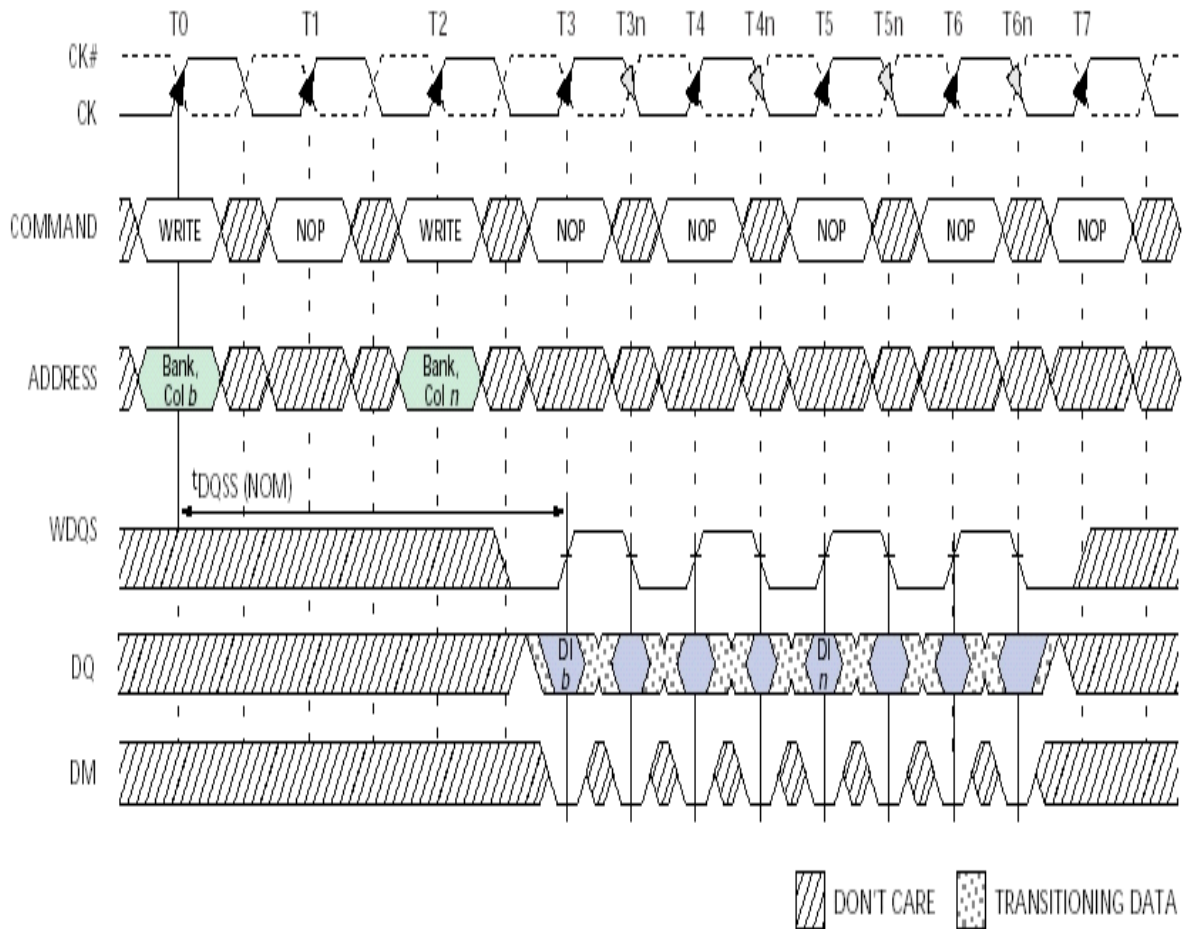 T0 T1 T2 T3 T3n T4 T4n T5 T5n T6 T6n T7
CK#
CK
COMMAND WRITE NOP WRITE NOP NOP NOP NOP NOP
ADDRESS Bank, Col b Bank, Col n
tDQSS (NOM)
WDQS
DQ DI b DI n
DM
DON'T CARE TRANSITIONING DATA